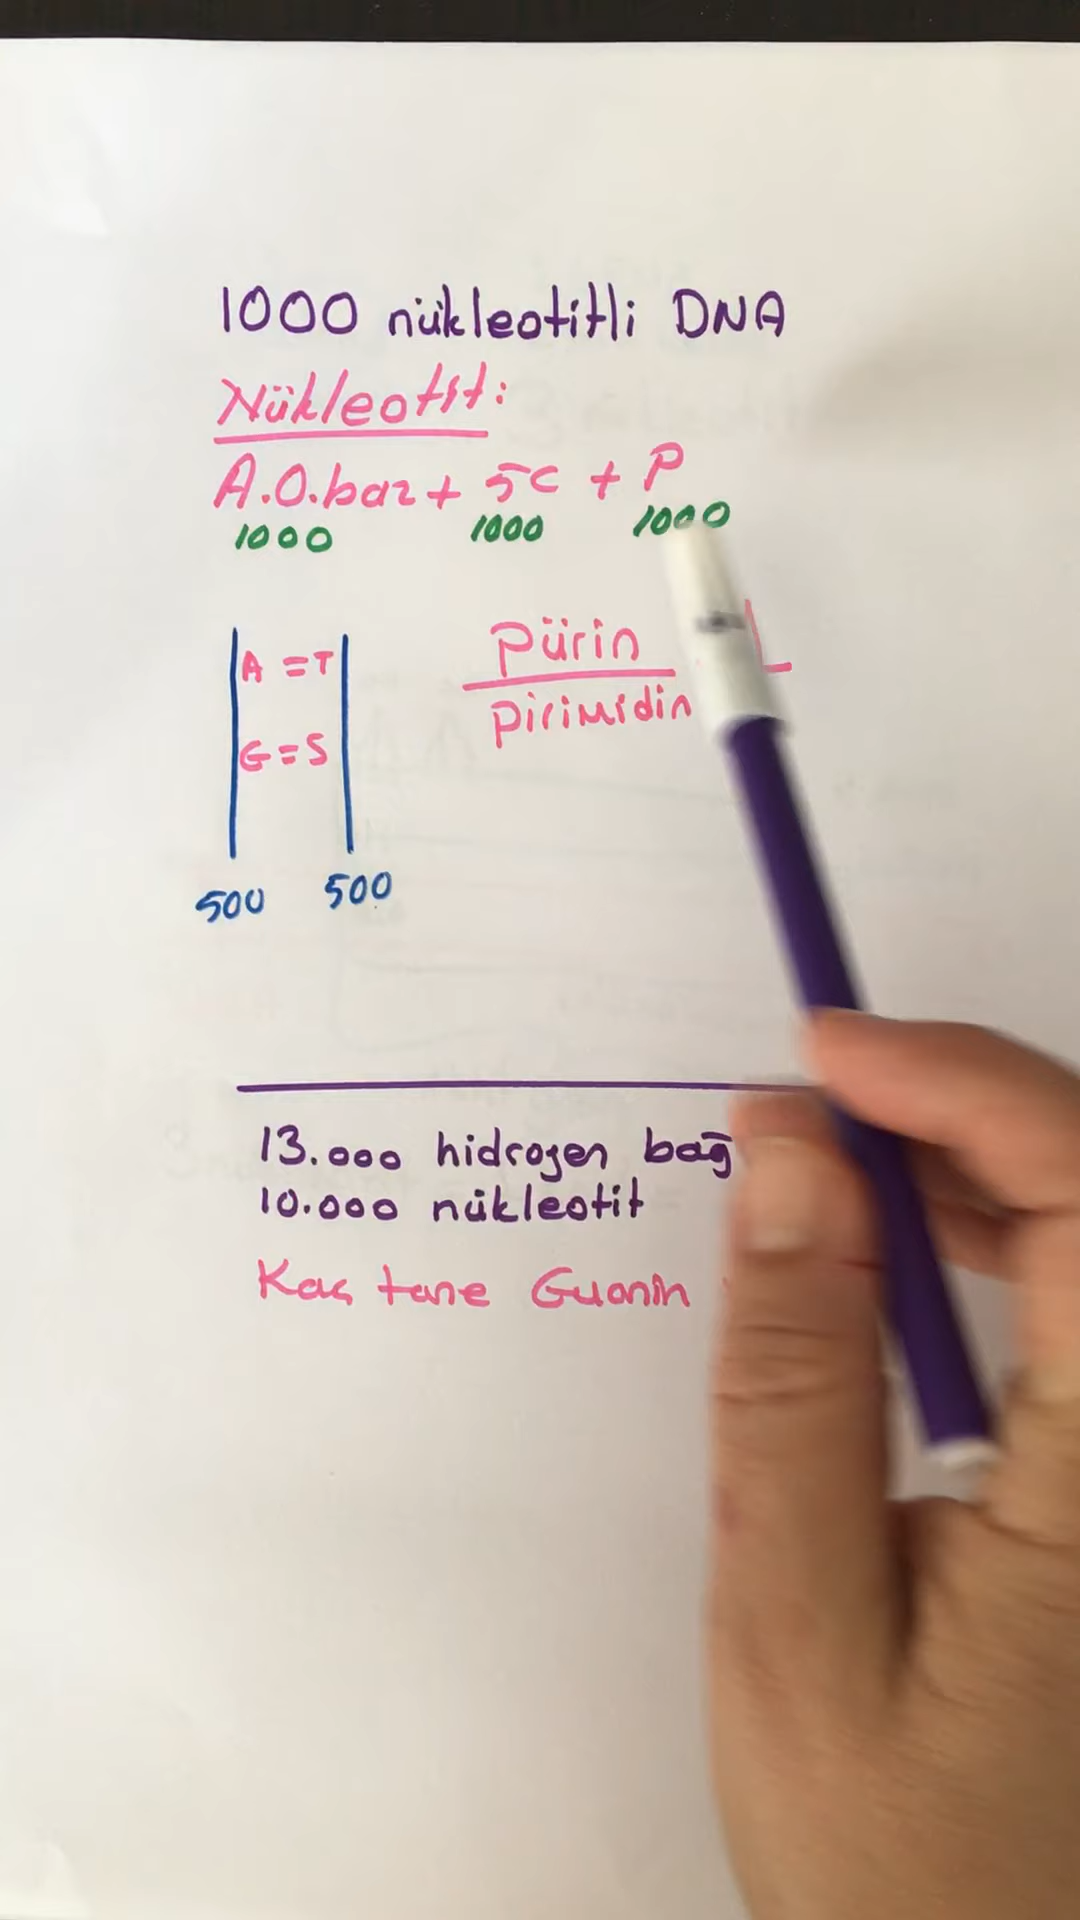 1000 nükleotitli DNA
Nükleotit:
A.O.baz + 5C + P
1000 1000 1000
A = T
G = S
pürin
pirimidin
500 500
13.000 hidrojen bağ
10.000 nükleotit
Kaç tane Guanin